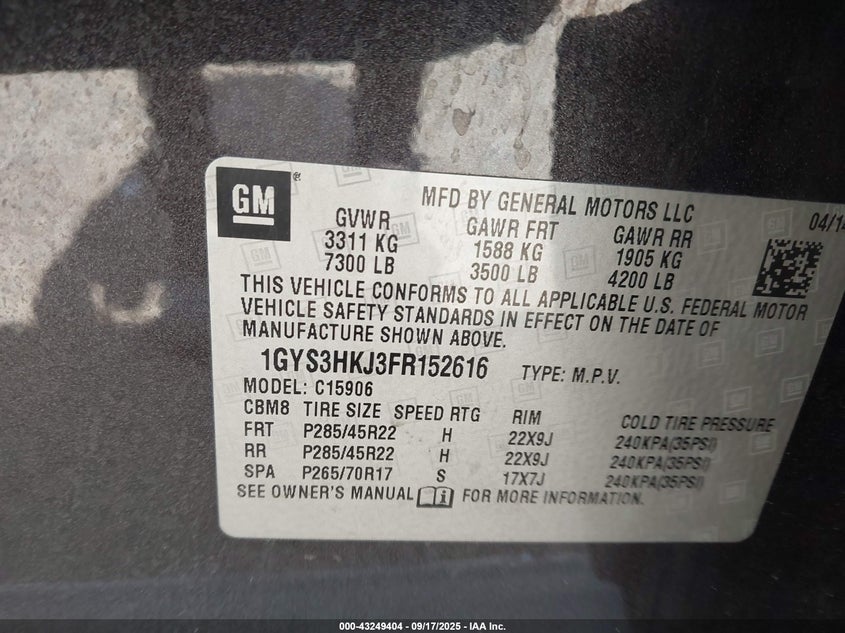 GM®
MFD BY GENERAL MOTORS LLC
04/14
GVWR GAWR FRT GAWR RR
3311 KG 1588 KG 1905 KG
7300 LB 3500 LB 4200 LB
THIS VEHICLE CONFORMS TO ALL APPLICABLE U.S. FEDERAL MOTOR
VEHICLE SAFETY STANDARDS IN EFFECT ON THE DATE OF
MANUFACTURE SHOWN ABOVE.
1GYS3HKJ3FR152616 TYPE: M.P.V.
MODEL: C15906
CBM8 TIRE SIZE SPEED RTG RIM COLD TIRE PRESSURE
FRT P285/45R22 H 22X9J 240KPA(35PSI)
RR P285/45R22 H 22X9J 240KPA(35PSI)
SPA P265/70R17 S 17X7J 240KPA(35PSI)
SEE OWNER'S MANUAL FOR MORE INFORMATION.
000-43249404 - 09/17/2025 - IAA Inc.